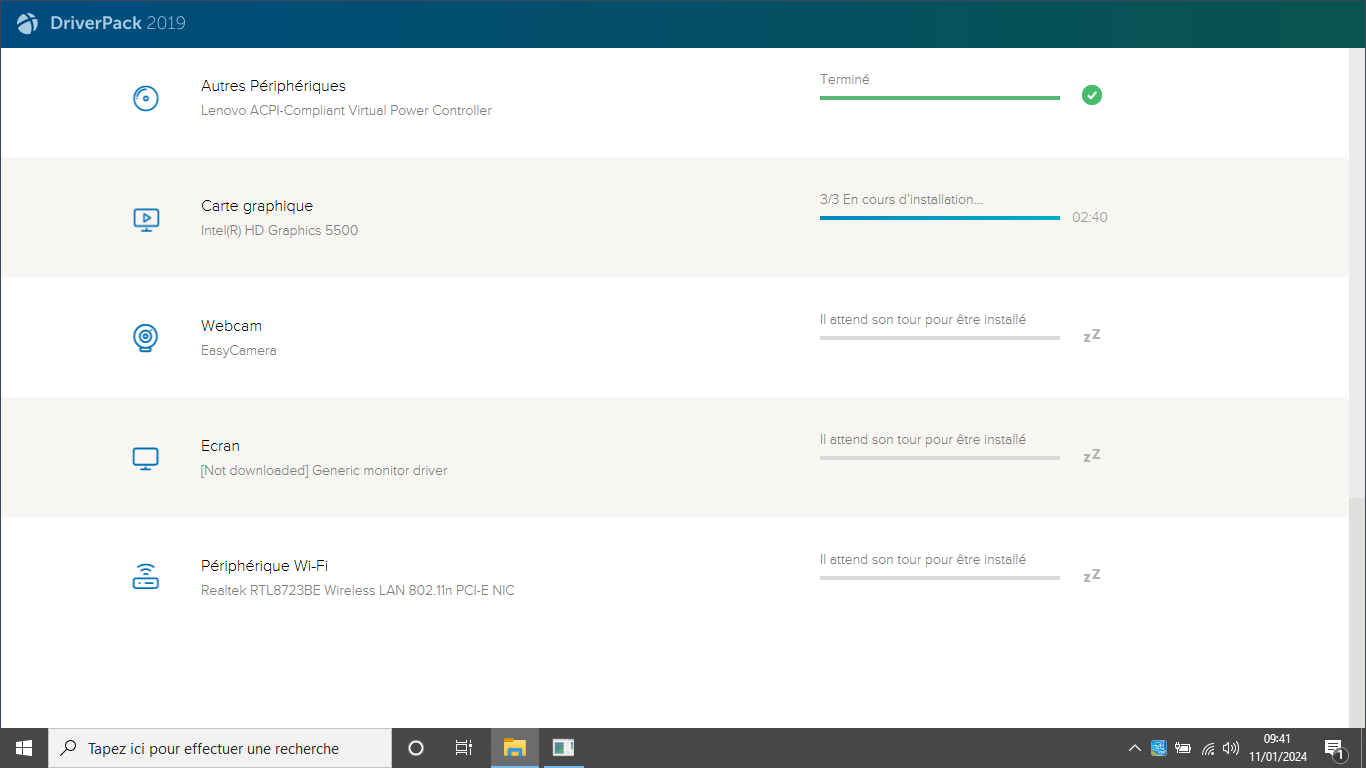 DriverPack 2019
Autres Périphériques
Lenovo ACPI-Compliant Virtual Power Controller
Terminé
Carte graphique
Intel(R) HD Graphics 5500
3/3 En cours d'installation...
02:40
Webcam
EasyCamera
Il attend son tour pour être installé
zZ
Ecran
[Not downloaded] Generic monitor driver
Il attend son tour pour être installé
zZ
Périphérique Wi-Fi
Realtek RTL8723BE Wireless LAN 802.11n PCI-E NIC
Il attend son tour pour être installé
zZ
Tapez ici pour effectuer une recherche
09:41
11/01/2024
1